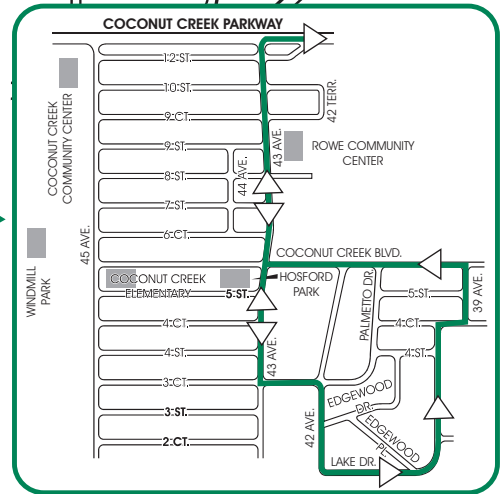 COCONUT CREEK PARKWAY
12 ST.
10 ST.
9 CT.
9 ST.
8 ST.
7 ST.
6 CT.
42 TERR.
43 AVE.
44 AVE.
45 AVE.
COCONUT CREEK
COMMUNITY CENTER
ROWE COMMUNITY
CENTER
WINDMILL
PARK
COCONUT CREEK BLVD.
COCONUT CREEK
ELEMENTARY
HOSFORD
PARK
5 ST.
4 CT.
4 ST.
3 CT.
3 ST.
2 CT.
43 AVE.
42 AVE.
PALMETTO DR.
39 AVE.
5 ST.
4 CT.
4 ST.
EDGEWOOD
DR.
EDGEWOOD
PL.
LAKE DR.